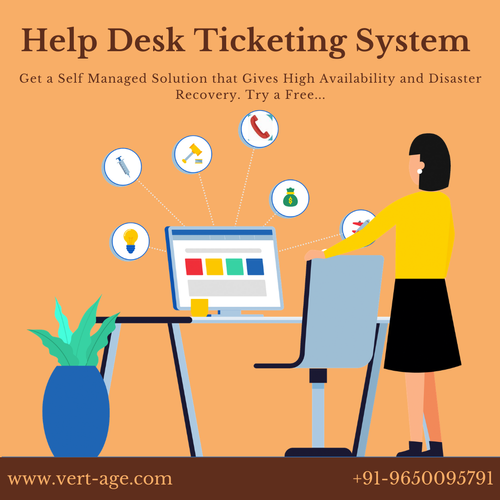 Help Desk Ticketing System
Get a Self Managed Solution that Gives High Availability and Disaster
Recovery. Try a Free...
$
www.vert-age.com
+91-9650095791